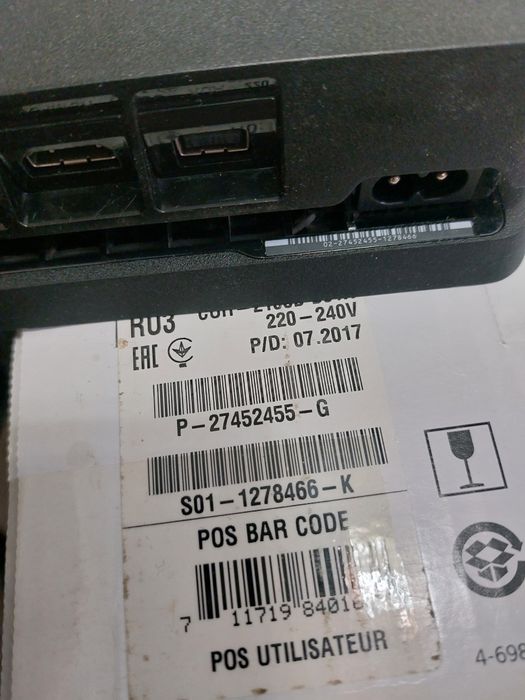 02-27452455-1278466
RU3
220-240V
EAC
P/D: 07.2017
P-27452455-G
S01-1278466-K
POS BAR CODE
7 11719 84016
POS UTILISATEUR
4-698